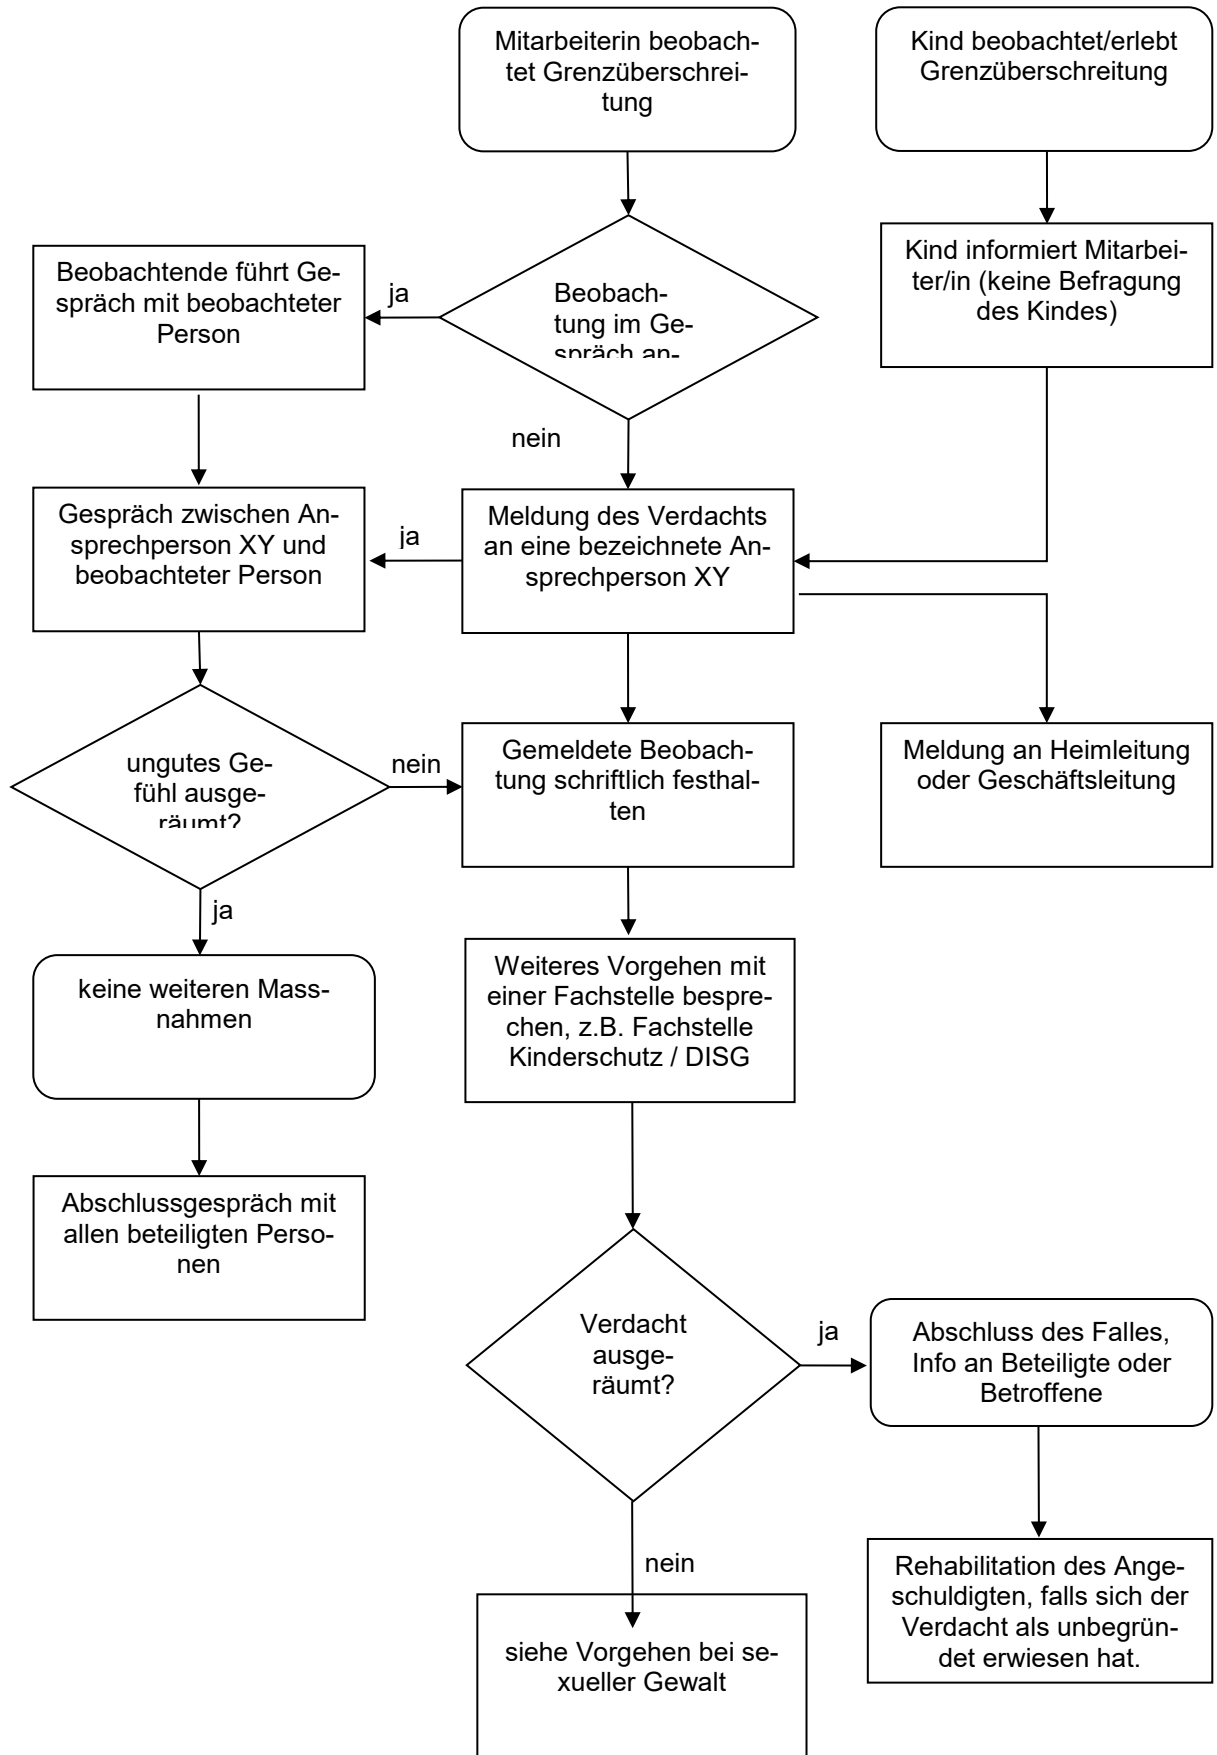 Mitarbeiterin beobach-
tet Grenzüberschrei-
tung
Kind beobachtet/erlebt
Grenzüberschreitung
Beobachtende führt Ge-
spräch mit beobachteter
Person
ja
Beobach-
tung im Ge-
spräch an-
Kind informiert Mitarbei-
ter/in (keine Befragung
des Kindes)
nein
Gespräch zwischen An-
sprechperson XY und
beobachteter Person
ja
Meldung des Verdachts
an eine bezeichnete An-
sprechperson XY
ungutes Ge-
fühl ausge-
räumt?
nein
Gemeldete Beobach-
tung schriftlich festhal-
ten
Meldung an Heimleitung
oder Geschäftsleitung
ja
keine weiteren Mass-
nahmen
Weiteres Vorgehen mit
einer Fachstelle bespre-
chen, z.B. Fachstelle
Kinderschutz / DISG
Abschlussgespräch mit
allen beteiligten Perso-
nen
Verdacht
ausge-
räumt?
ja
Abschluss des Falles,
Info an Beteiligte oder
Betroffene
nein
Rehabilitation des Ange-
schuldigten, falls sich der
Verdacht als unbegrün-
det erwiesen hat.
siehe Vorgehen bei se-
xueller Gewalt